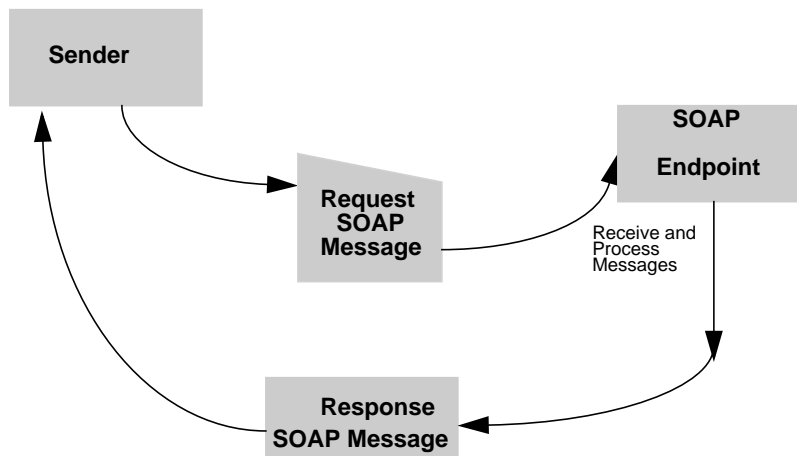 Sender
SOAP
Endpoint
Request
SOAP
Message
Receive and
Process
Messages
Response
SOAP Message